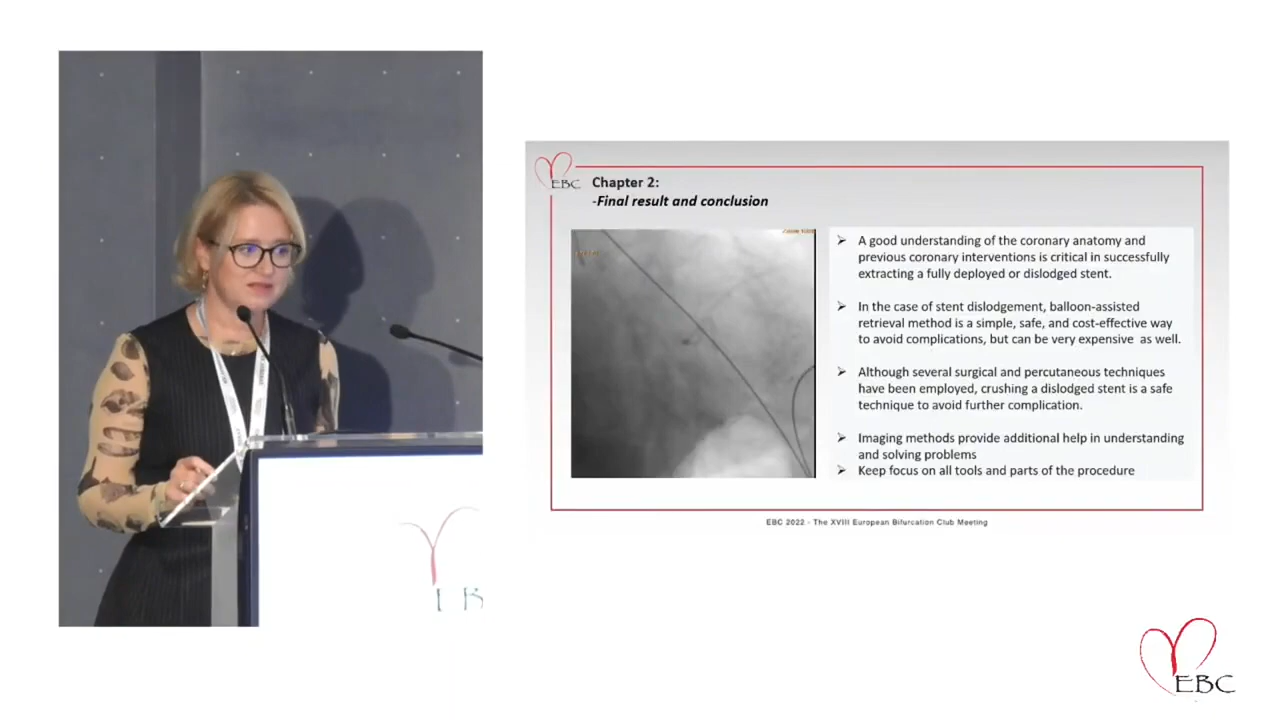 EBC
Chapter 2:
-Final result and conclusion
➢ A good understanding of the coronary anatomy and
previous coronary interventions is critical in successfully
extracting a fully deployed or dislodged stent.
➢ In the case of stent dislodgement, balloon-assisted
retrieval method is a simple, safe, and cost-effective way
to avoid complications, but can be very expensive as well.
➢ Although several surgical and percutaneous techniques
have been employed, crushing a dislodged stent is a safe
technique to avoid further complication.
➢ Imaging methods provide additional help in understanding
and solving problems
➢ Keep focus on all tools and parts of the procedure
EBC 2022 - The XVIII European Bifurcation Club Meeting
EBC